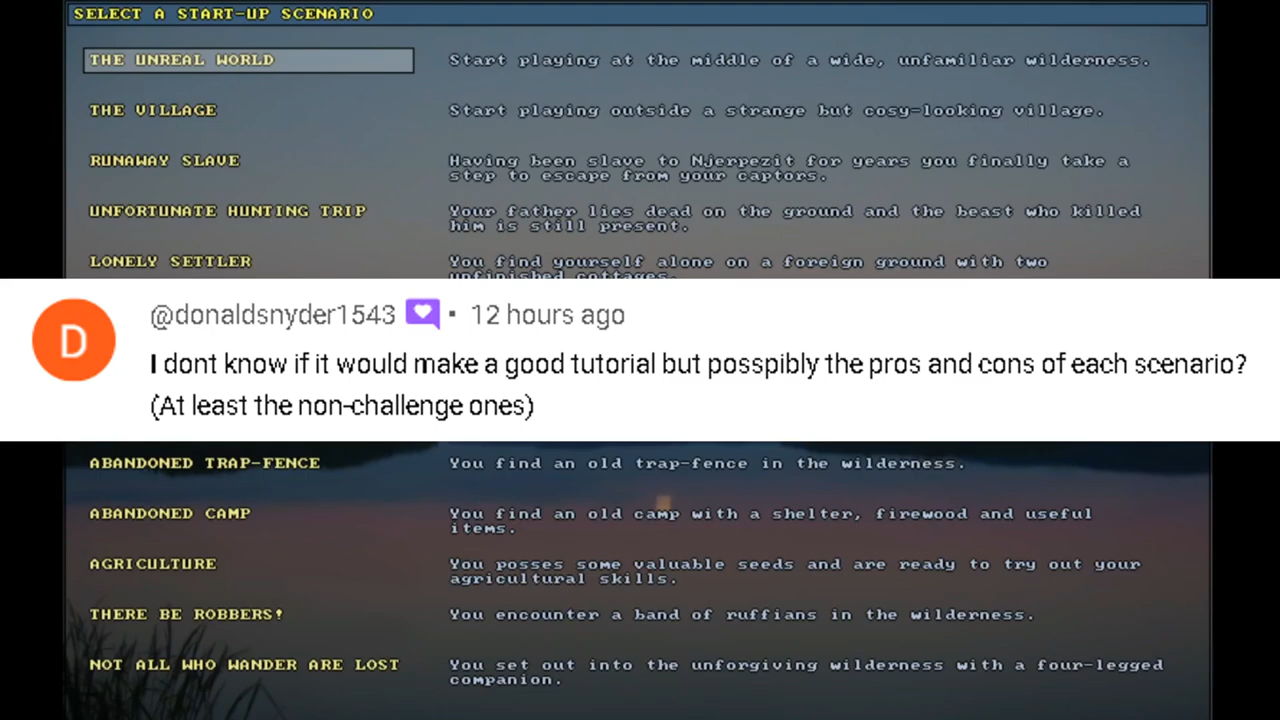 SELECT A START-UP SCENARIO
THE UNREAL WORLD
Start playing at the middle of a wide, unfamiliar wilderness.
THE VILLAGE
Start playing outside a strange but cosy-looking village.
RUNAWAY SLAVE
Having been slave to Njerpezit for years you finally take a
step to escape from your captors.
UNFORTUNATE HUNTING TRIP
Your father lies dead on the ground and the beast who killed
him is still present.
LONELY SETTLER
You find yourself alone on a foreign ground with two
unfinished cottages.
D
@donaldsnyder1543 • 12 hours ago
I dont know if it would make a good tutorial but posspibly the pros and cons of each scenario?
(At least the non-challenge ones)
ABANDONED TRAP-FENCE
You find an old trap-fence in the wilderness.
ABANDONED CAMP
You find an old camp with a shelter, firewood and useful
items.
AGRICULTURE
You posses some valuable seeds and are ready to try out your
agricultural skills.
THERE BE ROBBERS!
You encounter a band of ruffians in the wilderness.
NOT ALL WHO WANDER ARE LOST
You set out into the unforgiving wilderness with a four-legged
companion.